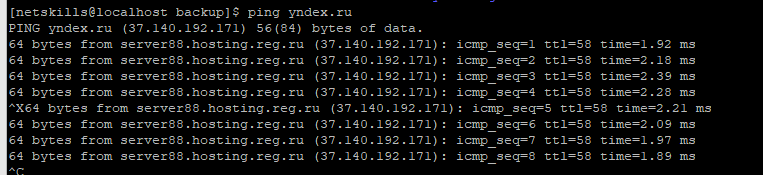 [netskills@localhost backup]$ ping yndex.ru
PING yndex.ru (37.140.192.171) 56(84) bytes of data.
64 bytes from server88.hosting.reg.ru (37.140.192.171): icmp_seq=1 ttl=58 time=1.92 ms
64 bytes from server88.hosting.reg.ru (37.140.192.171): icmp_seq=2 ttl=58 time=2.18 ms
64 bytes from server88.hosting.reg.ru (37.140.192.171): icmp_seq=3 ttl=58 time=2.39 ms
64 bytes from server88.hosting.reg.ru (37.140.192.171): icmp_seq=4 ttl=58 time=2.28 ms
^X64 bytes from server88.hosting.reg.ru (37.140.192.171): icmp_seq=5 ttl=58 time=2.21 ms
64 bytes from server88.hosting.reg.ru (37.140.192.171): icmp_seq=6 ttl=58 time=2.09 ms
64 bytes from server88.hosting.reg.ru (37.140.192.171): icmp_seq=7 ttl=58 time=1.97 ms
64 bytes from server88.hosting.reg.ru (37.140.192.171): icmp_seq=8 ttl=58 time=1.89 ms
^C